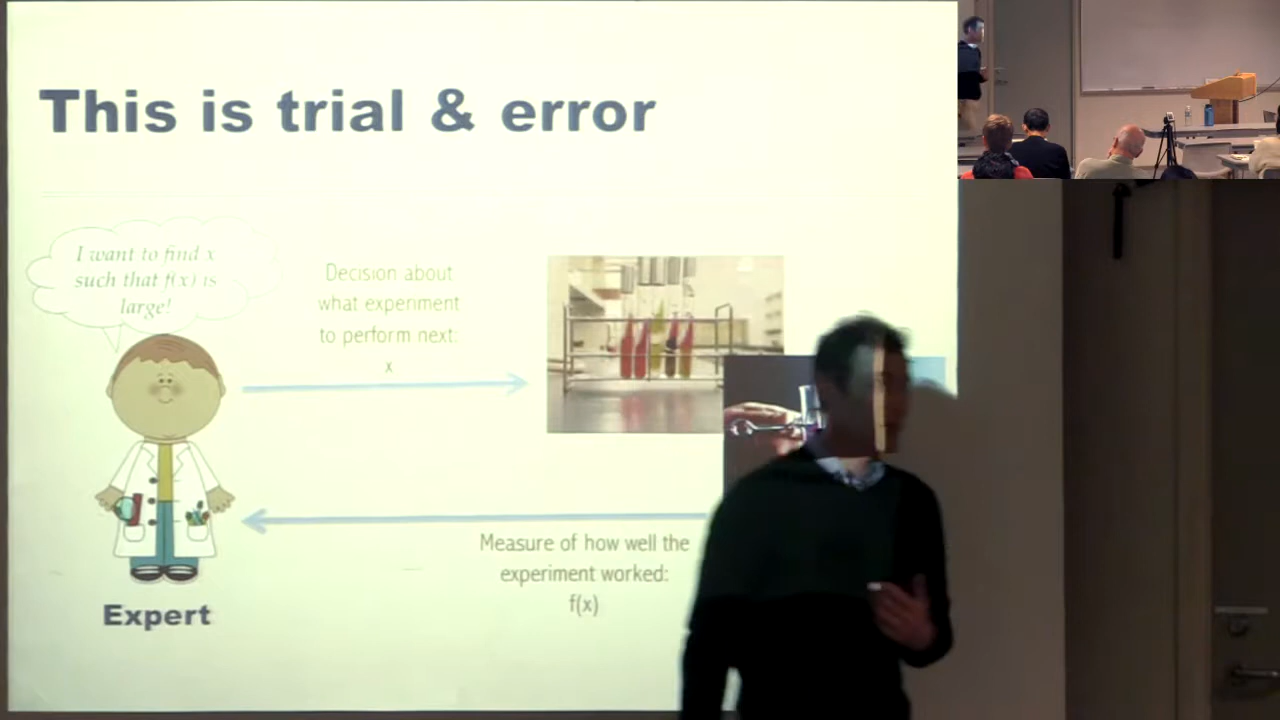 This is trial & error
I want to find x
such that f(x) is
large!
Decision about
what experiment
to perform next:
x
Measure of how well the
experiment worked:
f(x)
Expert